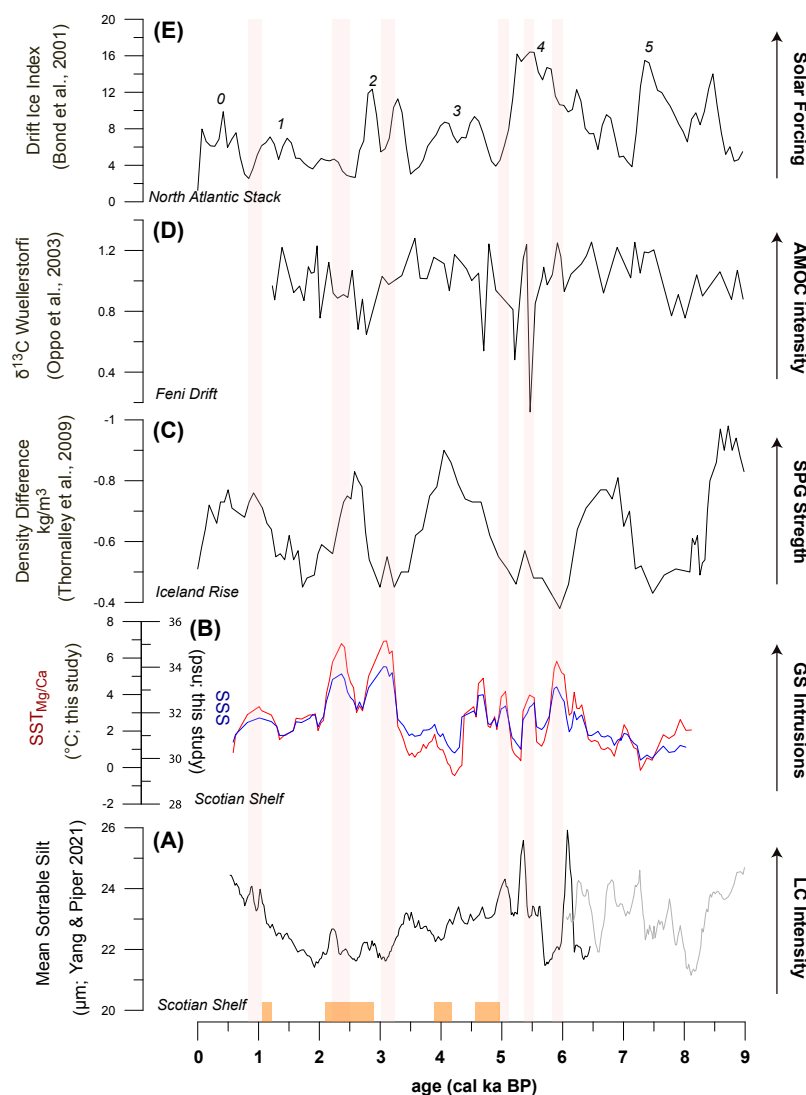 (E)
20
16
12
8
4
0
Drift Ice Index
(Bond et al., 2001)
0
1
2
3
4
5
North Atlantic Stack
Solar Forcing
(D)
1.2
0.8
0.4
δ13C Wuellerstorfi
(Oppo et al., 2003)
Feni Drift
AMOC intensity
(C)
-1
-0.8
-0.6
-0.4
Density Difference
kg/m3
(Thornalley et al., 2009)
Iceland Rise
SPG Stregth
(B)
8
6
4
2
0
-2
36
34
32
30
28
SSTMg/Ca
(°C; this study)
SSS
(psu; this study)
Scotian Shelf
GS Intrusions
(A)
26
24
22
20
Mean Sotrable Silt
(µm; Yang & Piper 2021)
Scotian Shelf
LC Intensity
0 1 2 3 4 5 6 7 8 9
age (cal ka BP)